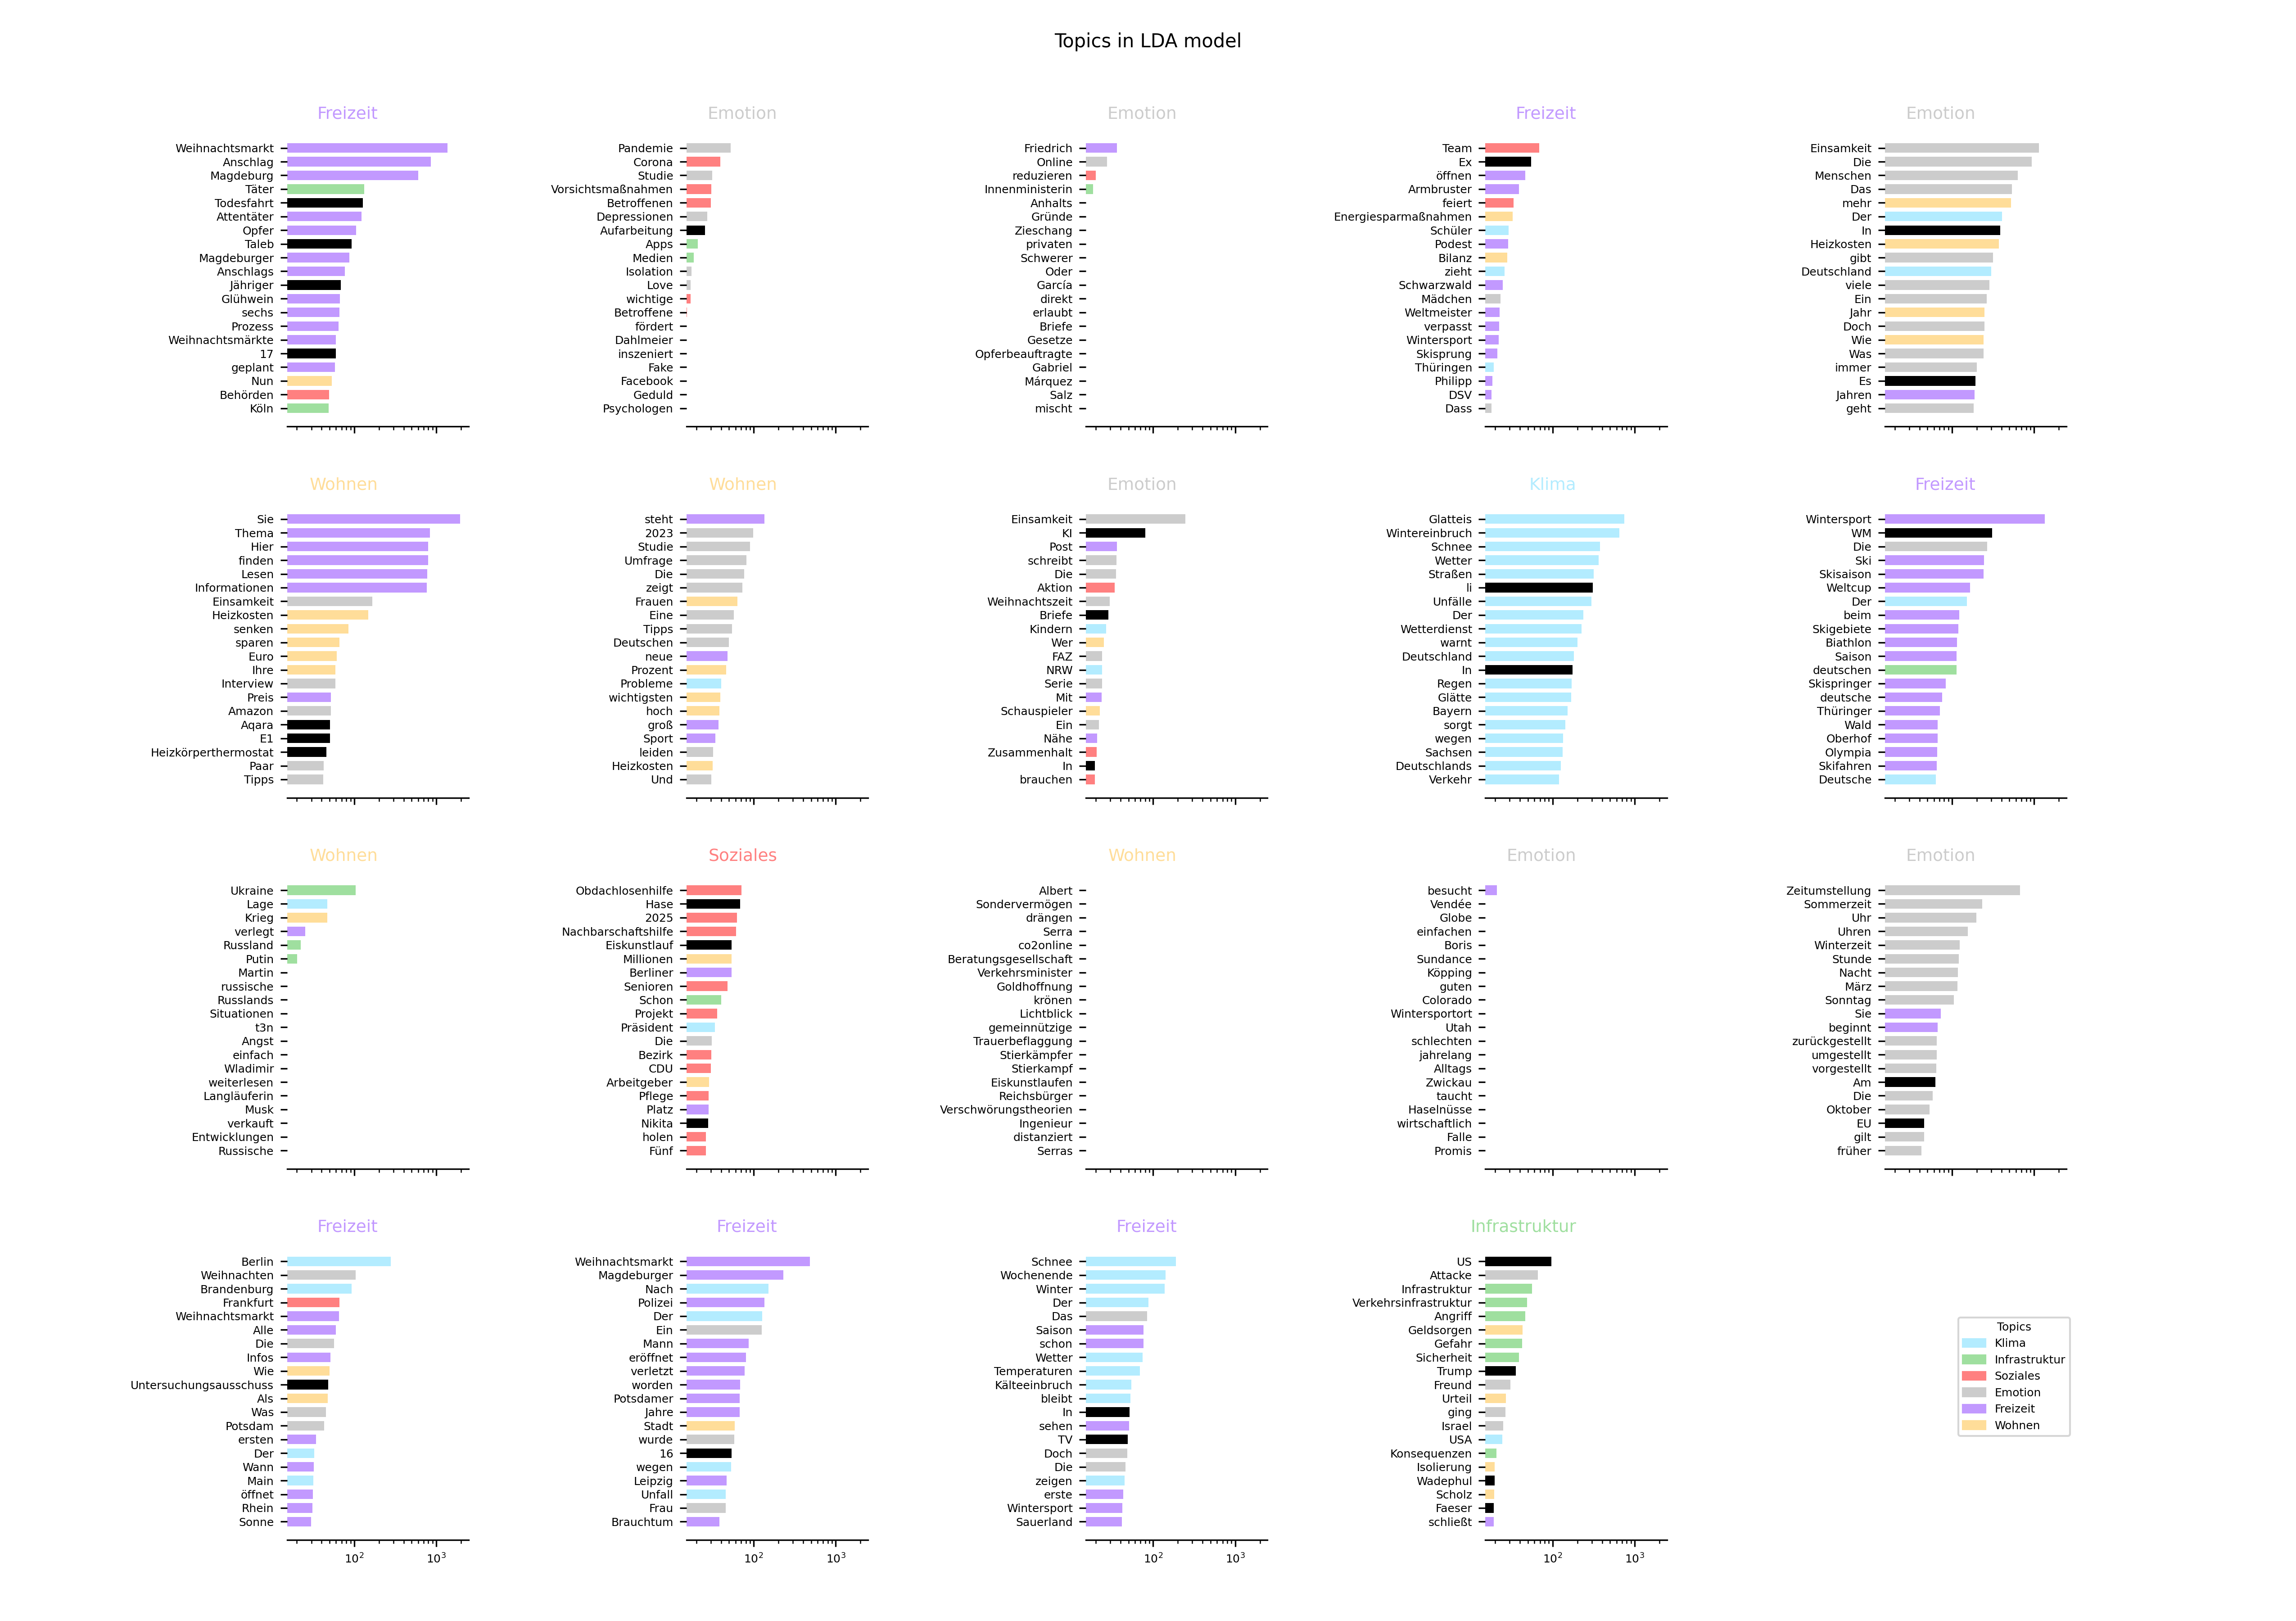 Topics in LDA model
Freizeit
Weihnachtsmarkt
Anschlag
Magdeburg
Täter
Todesfahrt
Attentäter
Opfer
Taleb
Magdeburger
Anschlags
Jähriger
Glühwein
sechs
Prozess
Weihnachtsmärkte
17
geplant
Nun
Behörden
Köln
Emotion
Pandemie
Corona
Studie
Vorsichtsmaßnahmen
Betroffenen
Depressionen
Aufarbeitung
Apps
Medien
Isolation
Love
wichtige
Betroffene
fördert
Dahlmeier
inszeniert
Fake
Facebook
Geduld
Psychologen
Emotion
Friedrich
Online
reduzieren
Innenministerin
Anhalts
Gründe
Zieschang
privaten
Schwerer
Oder
García
direkt
erlaubt
Briefe
Gesetze
Opferbeauftragte
Gabriel
Márquez
Salz
mischt
Freizeit
Team
Ex
öffnen
Armbruster
feiert
Energiesparmaßnahmen
Schüler
Podest
Bilanz
zieht
Schwarzwald
Mädchen
Weltmeister
verpasst
Wintersport
Skisprung
Thüringen
Philipp
DSV
Dass
Emotion
Einsamkeit
Die
Menschen
Das
mehr
Der
In
Heizkosten
gibt
Deutschland
viele
Ein
Jahr
Doch
Wie
Was
immer
Es
Jahren
geht
Wohnen
Sie
Thema
Hier
finden
Lesen
Informationen
Einsamkeit
Heizkosten
senken
sparen
Euro
Ihre
Interview
Preis
Amazon
Aqara
E1
Heizkörperthermostat
Paar
Tipps
Wohnen
steht
2023
Studie
Umfrage
Die
zeigt
Frauen
Eine
Tipps
Deutschen
neue
Prozent
Probleme
wichtigsten
hoch
groß
Sport
leiden
Heizkosten
Und
Emotion
Einsamkeit
KI
Post
schreibt
Die
Aktion
Weihnachtszeit
Briefe
Kindern
Wer
FAZ
NRW
Serie
Mit
Schauspieler
Ein
Nähe
Zusammenhalt
In
brauchen
Klima
Glatteis
Wintereinbruch
Schnee
Wetter
Straßen
li
Unfälle
Der
Wetterdienst
warnt
Deutschland
In
Regen
Glätte
Bayern
sorgt
wegen
Sachsen
Deutschlands
Verkehr
Freizeit
Wintersport
WM
Die
Ski
Skisaison
Weltcup
Der
beim
Skigebiete
Biathlon
Saison
deutschen
Skispringer
deutsche
Thüringer
Wald
Oberhof
Olympia
Skifahren
Deutsche
Wohnen
Ukraine
Lage
Krieg
verlegt
Russland
Putin
Martin
russische
Russlands
Situationen
t3n
Angst
einfach
Wladimir
weiterlesen
Langläuferin
Musk
verkauft
Entwicklungen
Russische
Soziales
Obdachlosenhilfe
Hase
2025
Nachbarschaftshilfe
Eiskunstlauf
Millionen
Berliner
Senioren
Schon
Projekt
Präsident
Die
Bezirk
CDU
Arbeitgeber
Pflege
Platz
Nikita
holen
Fünf
Wohnen
Albert
Sondervermögen
drängen
Serra
co2online
Beratungsgesellschaft
Verkehrsminister
Goldhoffnung
krönen
Lichtblick
gemeinnützige
Trauerbeflaggung
Stierkämpfer
Stierkampf
Eiskunstlaufen
Reichsbürger
Verschwörungstheorien
Ingenieur
distanziert
Serras
Emotion
besucht
Vendée
Globe
einfachen
Boris
Sundance
Köpping
guten
Colorado
Wintersportort
Utah
schlechten
jahrelang
Alltags
Zwickau
taucht
Haselnüsse
wirtschaftlich
Falle
Promis
Emotion
Zeitumstellung
Sommerzeit
Uhr
Uhren
Winterzeit
Stunde
Nacht
März
Sonntag
Sie
beginnt
zurückgestellt
umgestellt
vorgestellt
Am
Die
Oktober
EU
gilt
früher
Freizeit
Berlin
Weihnachten
Brandenburg
Frankfurt
Weihnachtsmarkt
Alle
Die
Infos
Wie
Untersuchungsausschuss
Als
Was
Potsdam
ersten
Der
Wann
Main
öffnet
Rhein
Sonne
10² 10³
Freizeit
Weihnachtsmarkt
Magdeburger
Nach
Polizei
Der
Ein
Mann
eröffnet
verletzt
worden
Potsdamer
Jahre
Stadt
wurde
16
wegen
Leipzig
Unfall
Frau
Brauchtum
10² 10³
Freizeit
Schnee
Wochenende
Winter
Der
Das
Saison
schon
Wetter
Temperaturen
Kälteeinbruch
bleibt
In
sehen
TV
Doch
Die
zeigen
erste
Wintersport
Sauerland
10² 10³
Infrastruktur
US
Attacke
Infrastruktur
Verkehrsinfrastruktur
Angriff
Geldsorgen
Gefahr
Sicherheit
Trump
Freund
Urteil
ging
Israel
USA
Konsequenzen
Isolierung
Wadephul
Scholz
Faeser
schließt
10² 10³
Topics
Klima
Infrastruktur
Soziales
Emotion
Freizeit
Wohnen